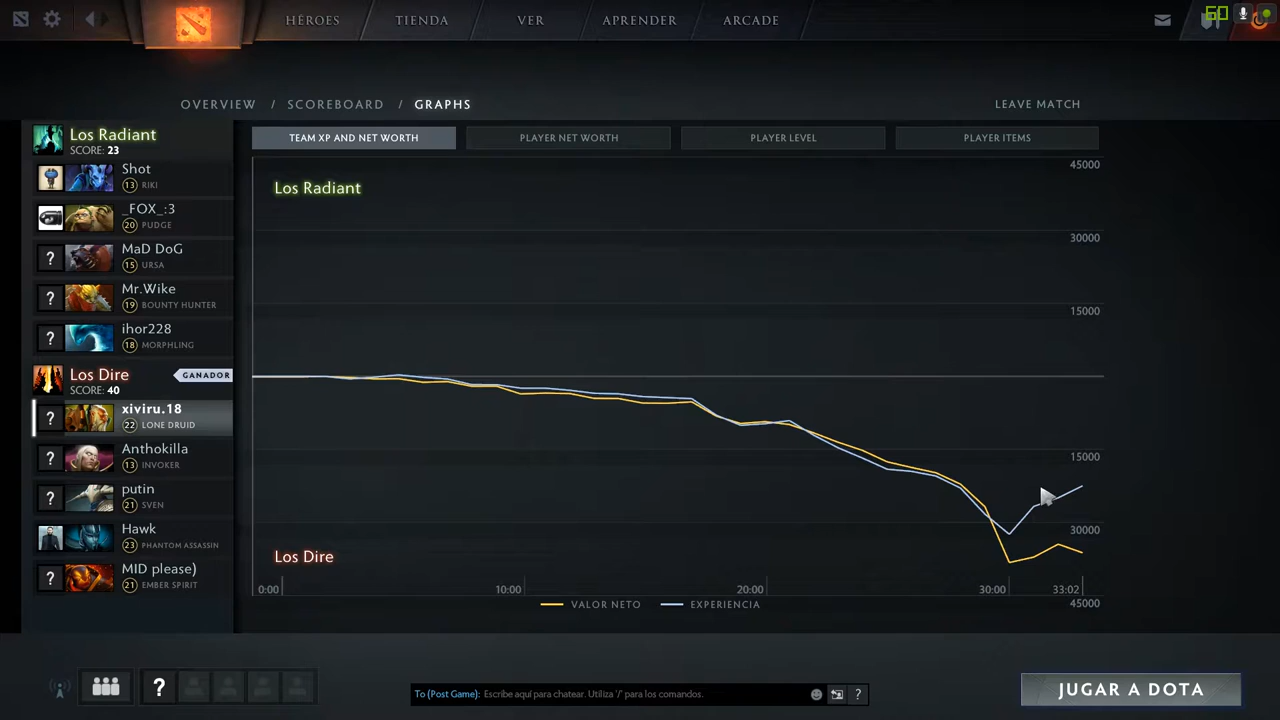 HÉROES
TIENDA
VER
APRENDER
ARCADE
60
OVERVIEW / SCOREBOARD / GRAPHS
LEAVE MATCH
TEAM XP AND NET WORTH
PLAYER NET WORTH
PLAYER LEVEL
PLAYER ITEMS
Los Radiant
SCORE: 23
Shot
13 RIKI
_FOX_:3
20 PUDGE
? MaD DoG
15 URSA
? Mr.Wike
19 BOUNTY HUNTER
? ihor228
18 MORPHLING
Los Dire
GANADOR
SCORE: 40
? xiviru.18
22 LONE DRUID
? Anthokilla
13 INVOKER
? putin
21 SVEN
Hawk
23 PHANTOM ASSASSIN
? MID please)
21 EMBER SPIRIT
Los Radiant
45000
30000
15000
15000
30000
45000
Los Dire
0:00
10:00
20:00
30:00
33:02
VALOR NETO
EXPERIENCIA
?
To (Post Game): Escribe aquí para chatear. Utiliza '/' para los comandos.
?
JUGAR A DOTA